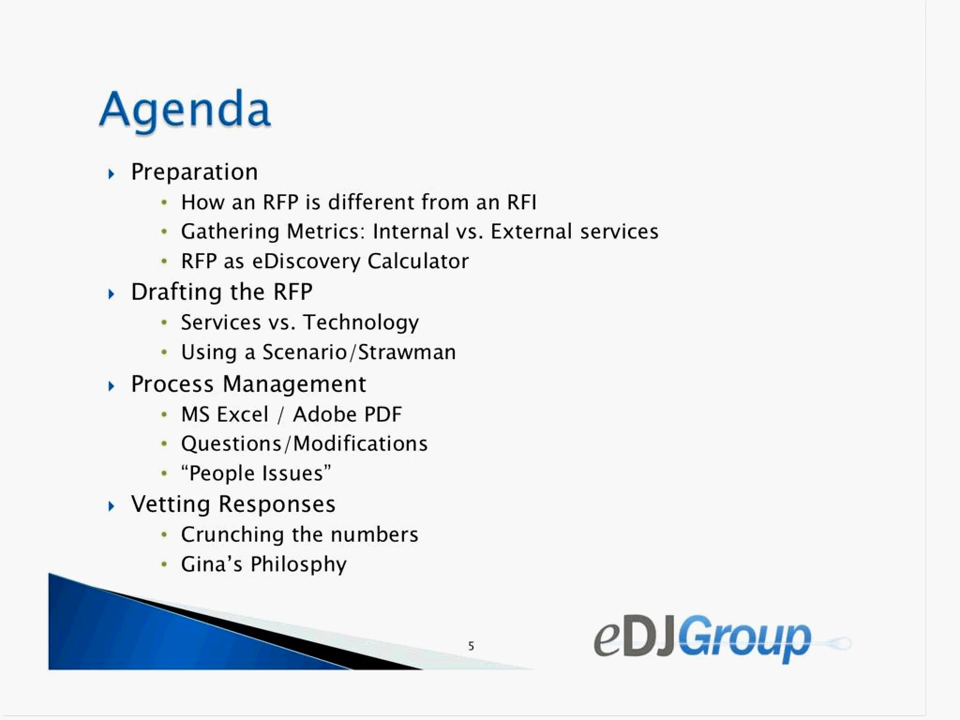 Agenda
Preparation
How an RFP is different from an RFI
Gathering Metrics: Internal vs. External services
RFP as eDiscovery Calculator
Drafting the RFP
Services vs. Technology
Using a Scenario/Strawman
Process Management
MS Excel / Adobe PDF
Questions/Modifications
“People Issues”
Vetting Responses
Crunching the numbers
Gina’s Philosphy
5
eDJGroup